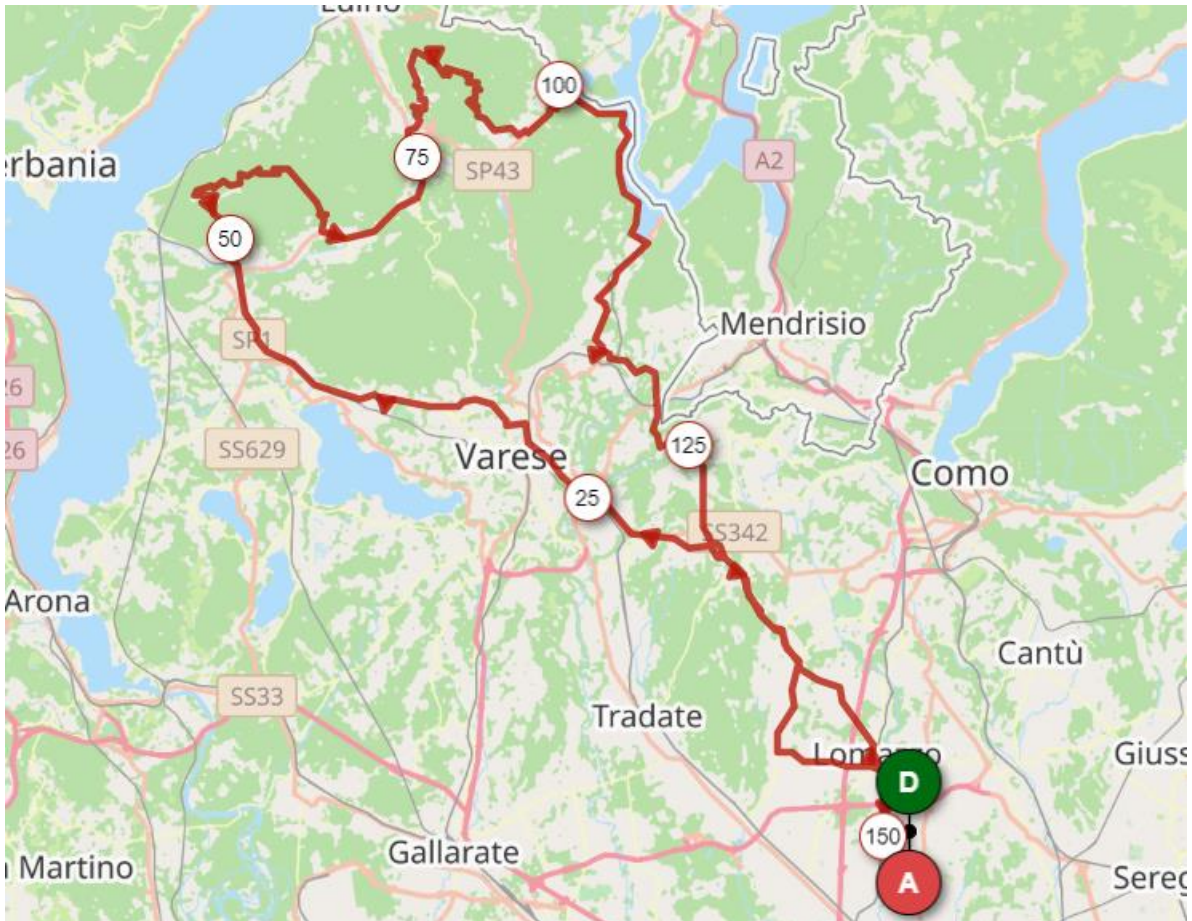 100
erbania
75
SP43
A2
50
Mendrisio
SP1
26
SS629
26
Varese
125
Como
25
SS342
Arona
Cantù
SS33
Tradate
Lomazzo
Giuss
D
150
Gallarate
Martino
A
Sereg